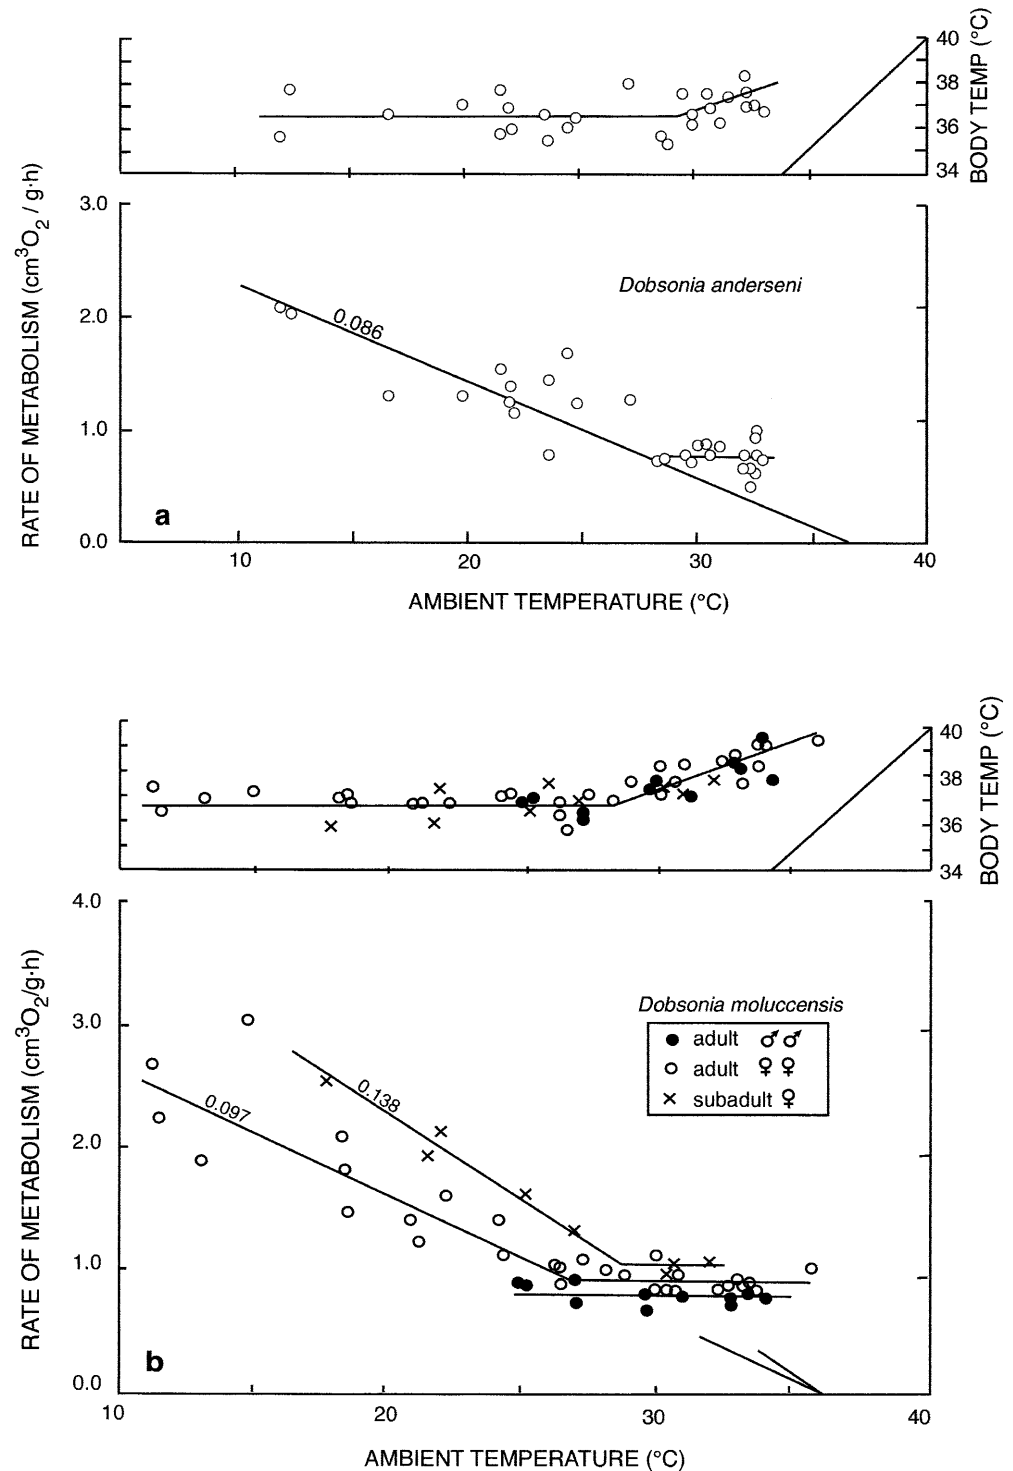 40
38
36
34
BODY TEMP (°C)
3.0
2.0
1.0
0.0
RATE OF METABOLISM (cm³O₂ / g·h)
Dobsonia anderseni
0.086
a
10 20 30 40
AMBIENT TEMPERATURE (°C)
40
38
36
34
BODY TEMP (°C)
4.0
3.0
2.0
1.0
0.0
RATE OF METABOLISM (cm³O₂/g·h)
Dobsonia moluccensis
adult ♂♂
adult ♀♀
subadult ♀
0.138
0.097
b
10 20 30 40
AMBIENT TEMPERATURE (°C)